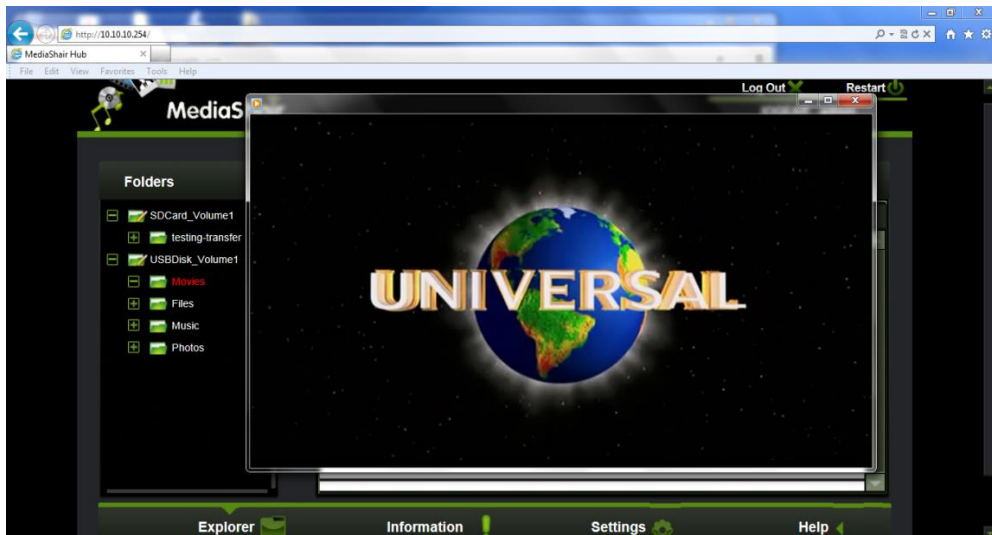 http://10.10.10.254/
MediaShair Hub
File Edit View Favorites Tools Help
Log Out Restart
MediaS
Folders
SDCard_Volume1
testing-transfer
USBDisk_Volume1
Movies
Files
Music
Photos
UNIVERSAL
Explorer Information Settings Help